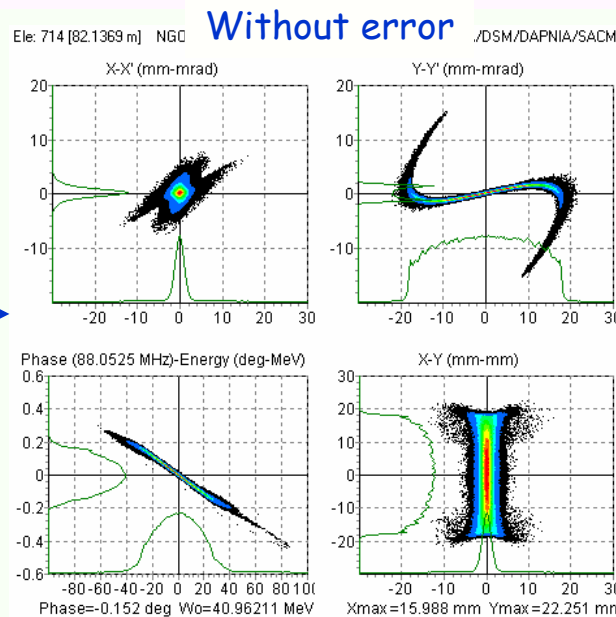 Without error
Ele: 714 [82.1369 m] NGO /DSM/DAPNIA/SACM
X-X' (mm-mrad) Y-Y' (mm-mrad)
20 20
10 10
0 0
-10 -10
-20 -10 0 10 20 30 -20 -10 0 10 20 30
Phase (88.0525 MHz)-Energy (deg-MeV) X-Y (mm-mm)
0.6 30
0.4 20
0.2 10
0 0
-0.2 -10
-0.4 -20
-0.6
-80 -60 -40 -20 0 20 40 60 80 100 -20 -10 0 10 20 30
Phase=-0.152 deg Wo=40.96211 MeV Xmax=15.988 mm Ymax=22.251 mm